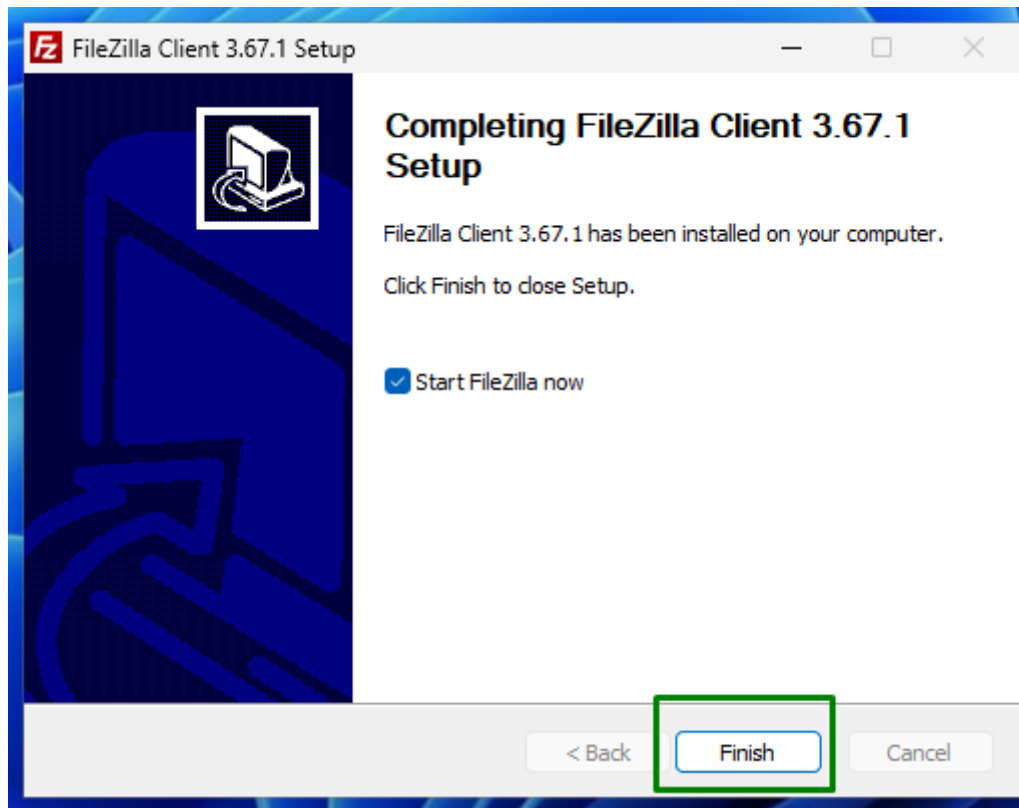 Fz FileZilla Client 3.67.1 Setup
Completing FileZilla Client 3.67.1
Setup
FileZilla Client 3.67.1 has been installed on your computer.
Click Finish to close Setup.
Start FileZilla now
< Back Finish Cancel